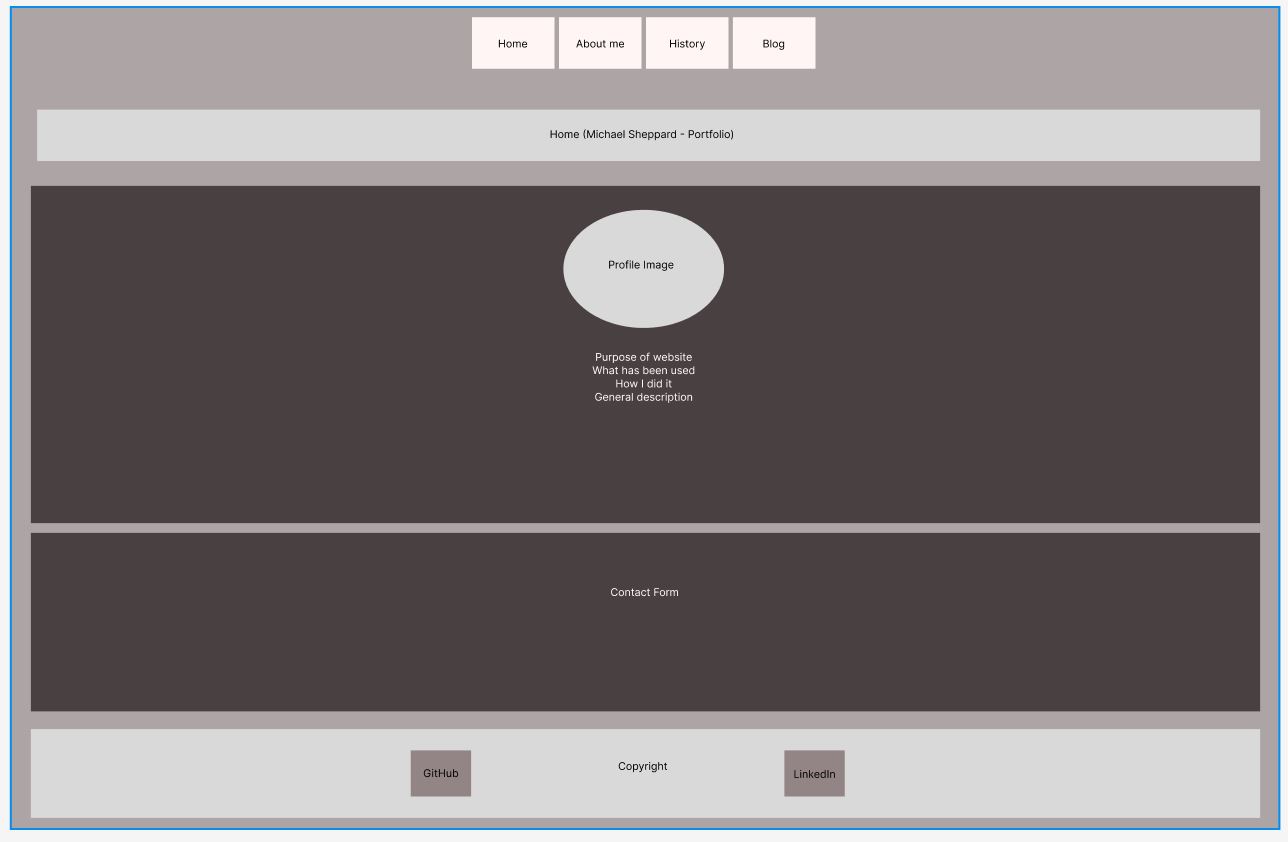 Home
About me
History
Blog
Home (Michael Sheppard - Portfolio)
Profile Image
Purpose of website
What has been used
How I did it
General description
Contact Form
GitHub
Copyright
LinkedIn